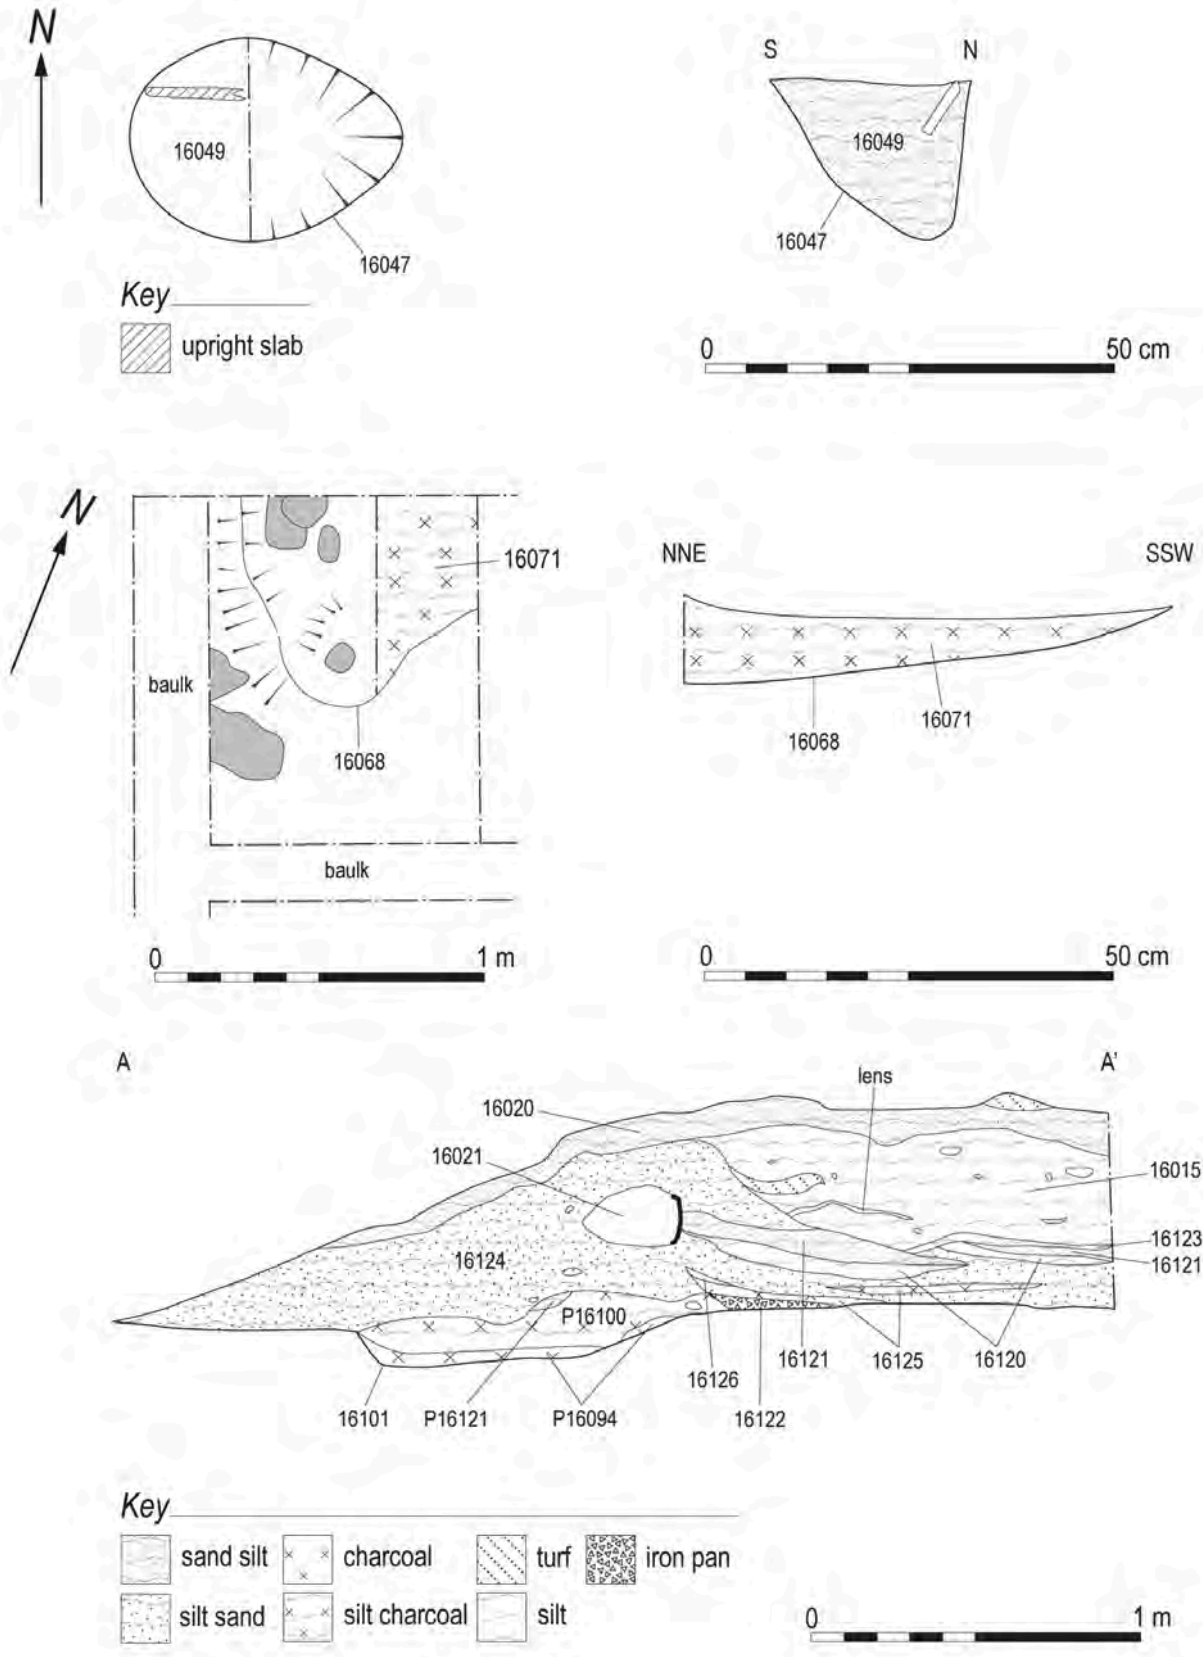 N
S N
16049
16049
16047
16047
Key
upright slab
0 50 cm
N
NNE SSW
16071
baulk
16071
16068
16068
baulk
0 1 m
0 50 cm
A A'
lens
16020
16021
16015
16124
16123
16121
P16100
16126
16121
16125
16120
16101
P16121
P16094
16122
Key
sand silt
charcoal
turf
iron pan
silt sand
silt charcoal
silt
0 1 m